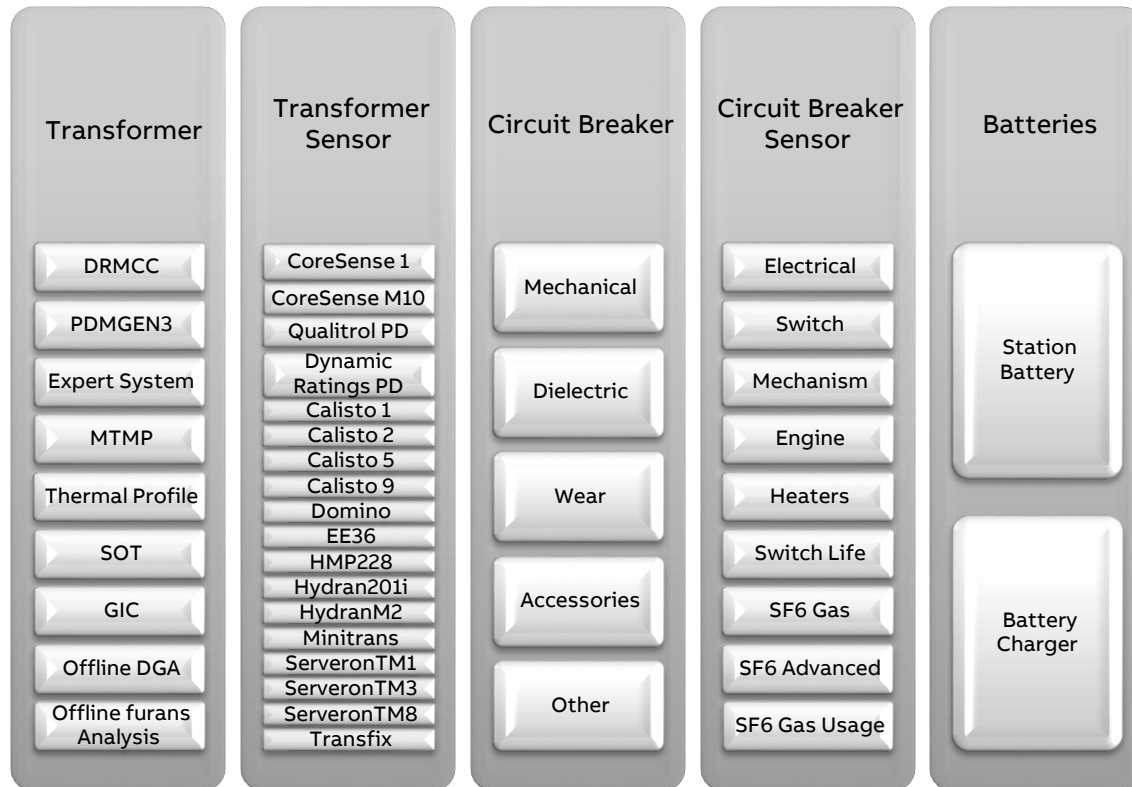 Transformer
DRMCC
PDMGEN3
Expert System
MTMP
Thermal Profile
SOT
GIC
Offline DGA
Offline furans
Analysis
Transformer
Sensor
CoreSense 1
CoreSense M10
Qualitrol PD
Dynamic
Ratings PD
Calisto 1
Calisto 2
Calisto 5
Calisto 9
Domino
EE36
HMP228
Hydran201i
HydranM2
Minitrans
ServeronTM1
ServeronTM3
ServeronTM8
Transfix
Circuit Breaker
Mechanical
Dielectric
Wear
Accessories
Other
Circuit Breaker
Sensor
Electrical
Switch
Mechanism
Engine
Heaters
Switch Life
SF6 Gas
SF6 Advanced
SF6 Gas Usage
Batteries
Station
Battery
Battery
Charger